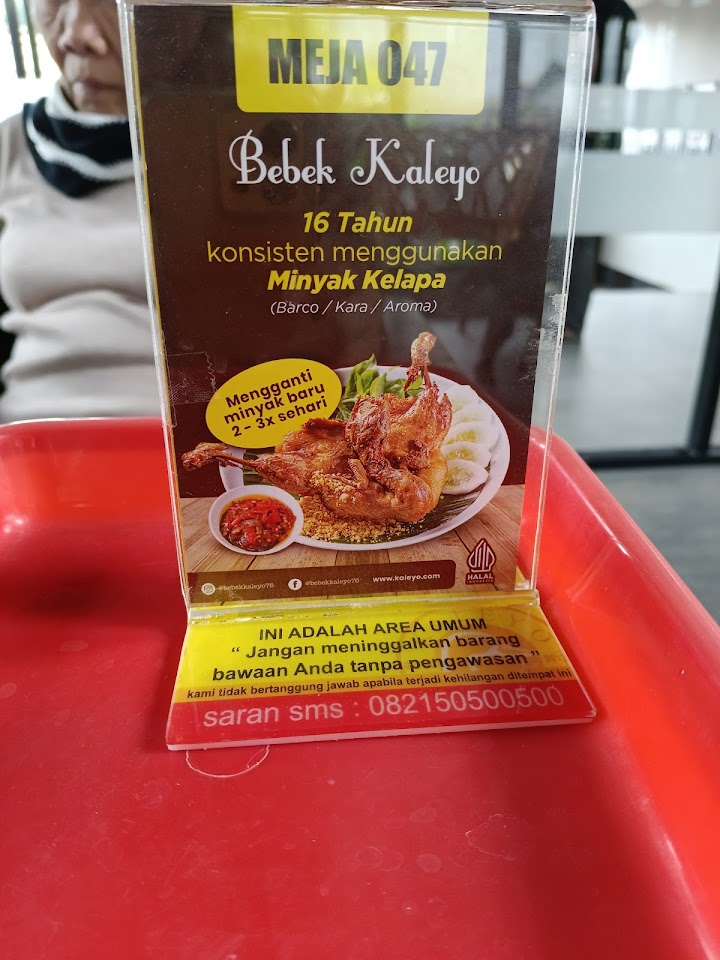 MEJA 047
Bebek Kaleyo
16 Tahun
konsisten menggunakan
Minyak Kelapa
(Barco / Kara / Aroma)
Mengganti
minyak baru
2 - 3x sehari
@bebekkaleyo76 @bebekkaleyo76 www.kaleyo.com
HALAL
INDONESIA
INI ADALAH AREA UMUM
“ Jangan meninggalkan barang
bawaan Anda tanpa pengawasan ”
kami tidak bertanggung jawab apabila terjadi kehilangan ditempat ini
saran sms : 082150500500